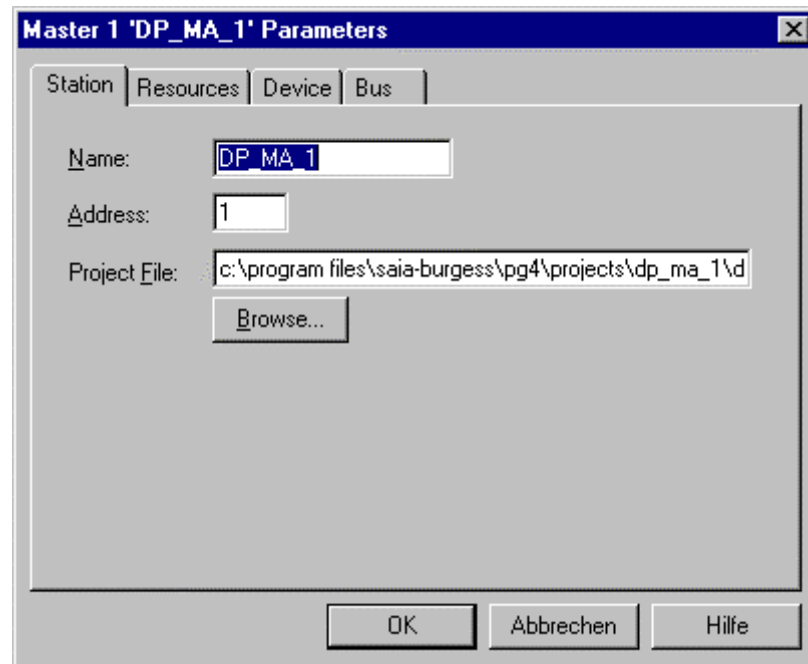 Master 1 'DP_MA_1' Parameters
Station Resources Device Bus
Name: DP_MA_1
Address: 1
Project File: c:\program files\saia-burgess\pg4\projects\dp_ma_1\d
Browse...
OK Abbrechen Hilfe